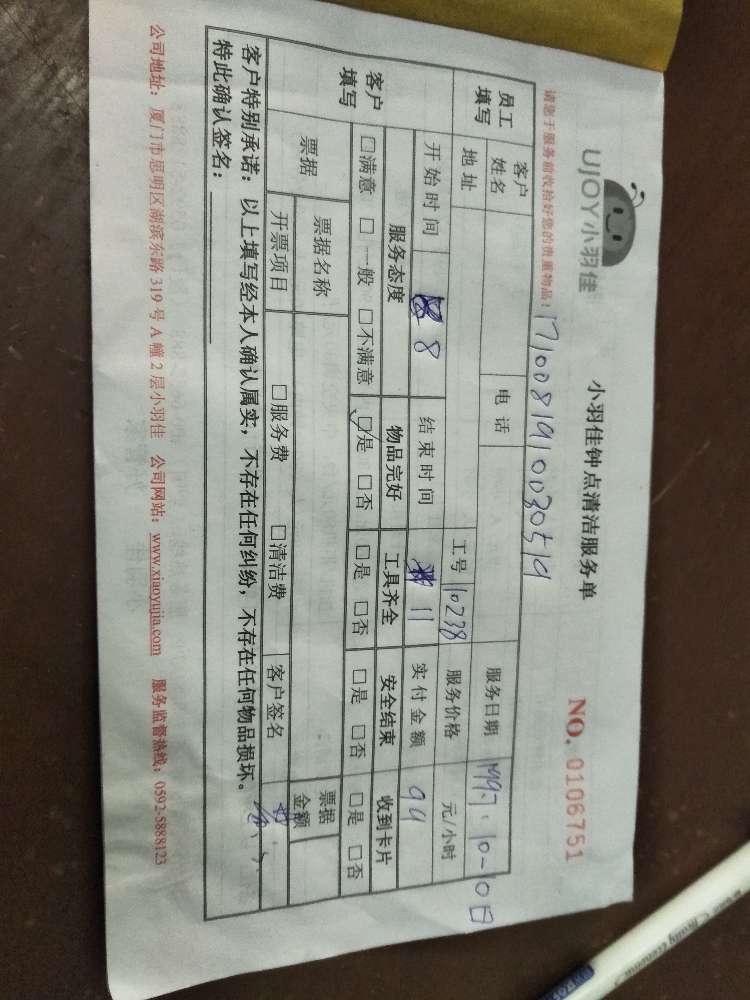 UJOY小羽佳
小羽佳钟点清洁服务单
NO. 0106751
请您于服务前收拾好您的贵重物品!
1710081910030519
员工填写
客户姓名
电话
服务日期
10-10日
地址
工号 10238
服务价格
元/小时
开始时间 8
结束时间 11
实付金额 94
客户填写
服务态度
物品完好
工具齐全
安全结束
收到卡片
□满意 □一般 □不满意
☑是 □否
□是 □否
□是 □否
□是 □否
票据
票据名称
票据金额
开票项目
□服务费 □清洁费
客户签名
客户特别承诺:以上填写经本人确认属实,不存在任何纠纷,不存在任何物品损坏。
特此确认签名:
公司地址:厦门市思明区湖滨东路 319 号 A 幢 2 层小羽佳 公司网站:www.xiaoyujia.com 服务监督热线:0592-5888123